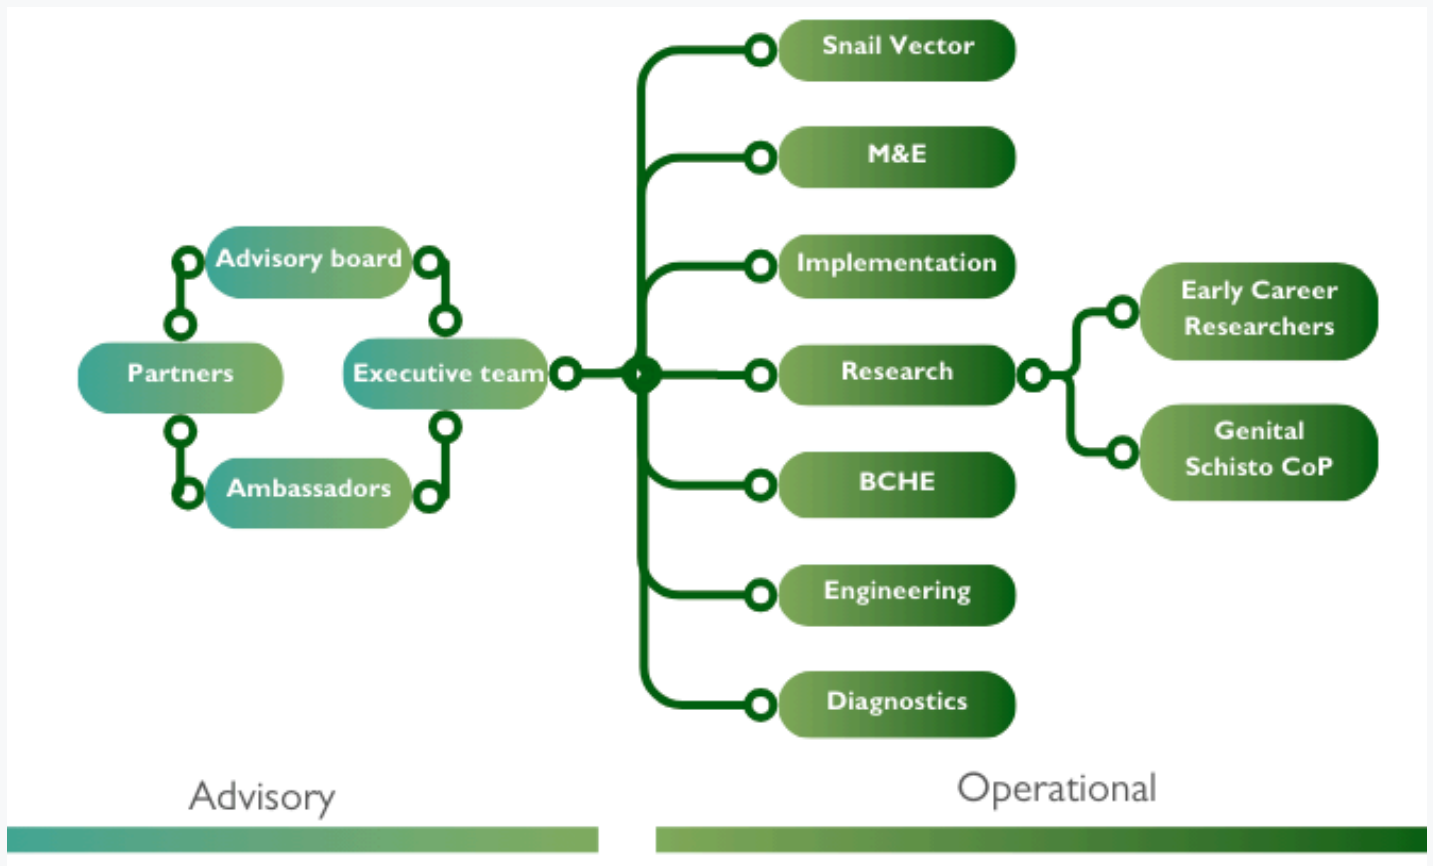 Snail Vector
M&E
Implementation
Advisory board
Early Career
Researchers
Partners
Executive team
Research
Genital
Schisto CoP
Ambassadors
BCHE
Engineering
Diagnostics
Advisory
Operational